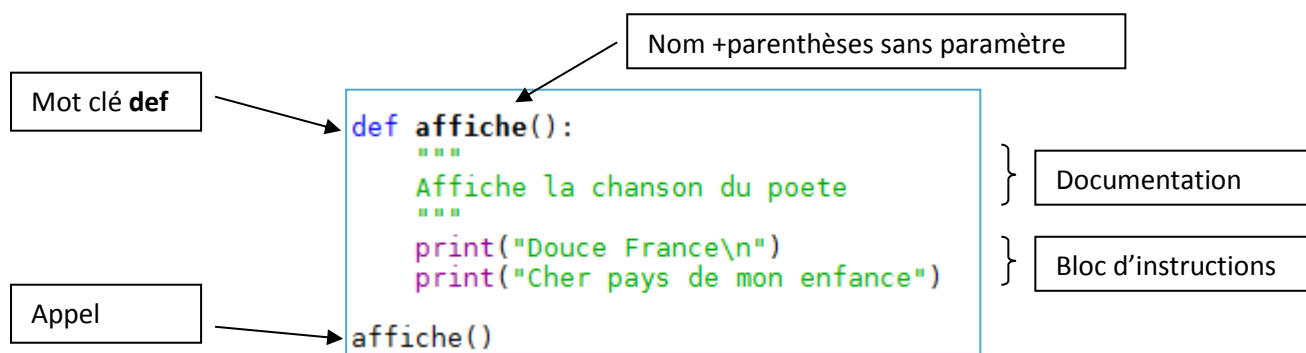 Nom +parenthèses sans paramètre
Mot clé def
def affiche():
"""
Affiche la chanson du poete
"""
Documentation
print("Douce France\n")
print("Cher pays de mon enfance")
Bloc d’instructions
Appel
affiche()